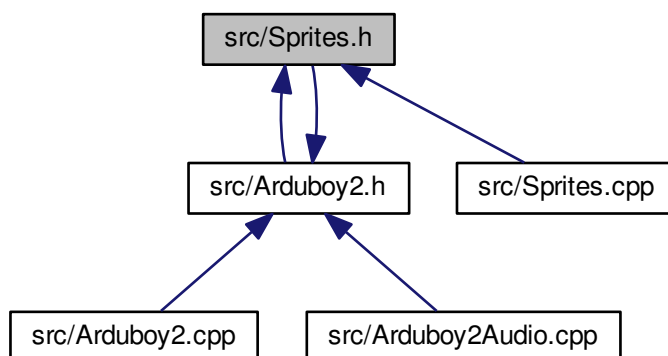 src/Sprites.h
src/Arduboy2.h
src/Sprites.cpp
src/Arduboy2.cpp
src/Arduboy2Audio.cpp